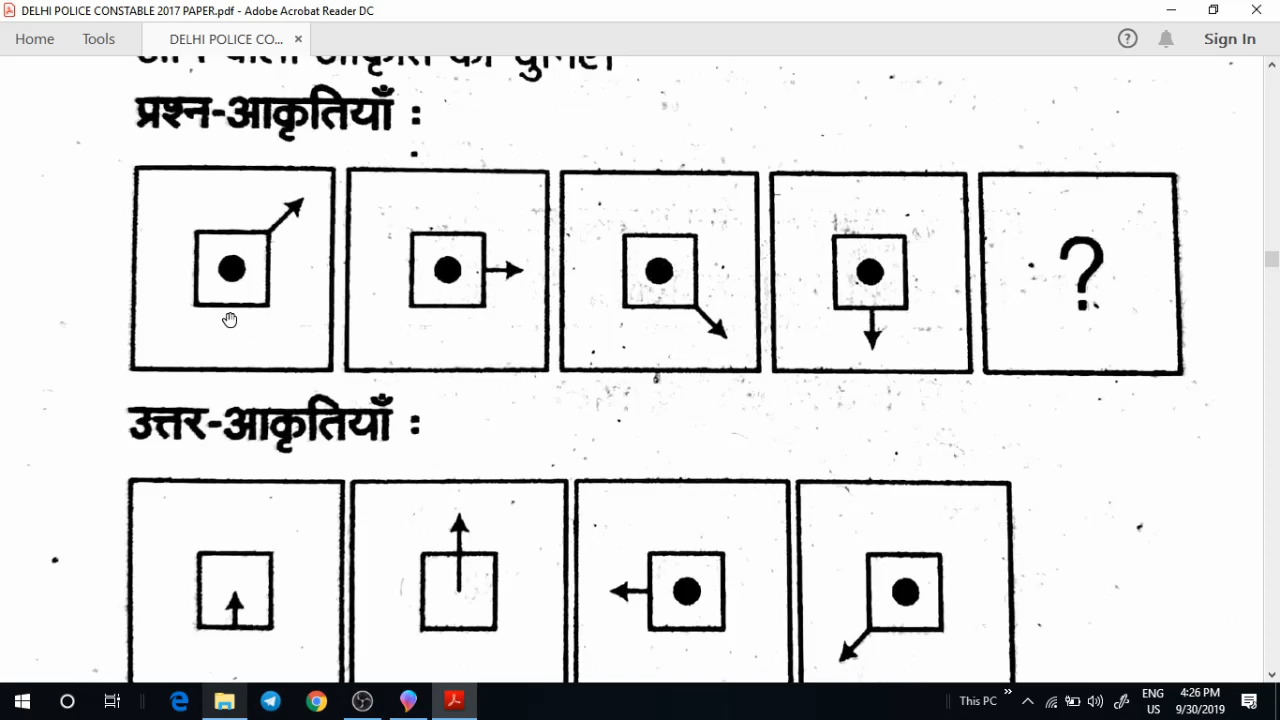 DELHI POLICE CONSTABLE 2017 PAPER.pdf - Adobe Acrobat Reader DC
Home Tools DELHI POLICE CO... × ? Sign In
प्रश्न-आकृतियाँ :
?
उत्तर-आकृतियाँ :
This PC » ENG 4:26 PM
US 9/30/2019